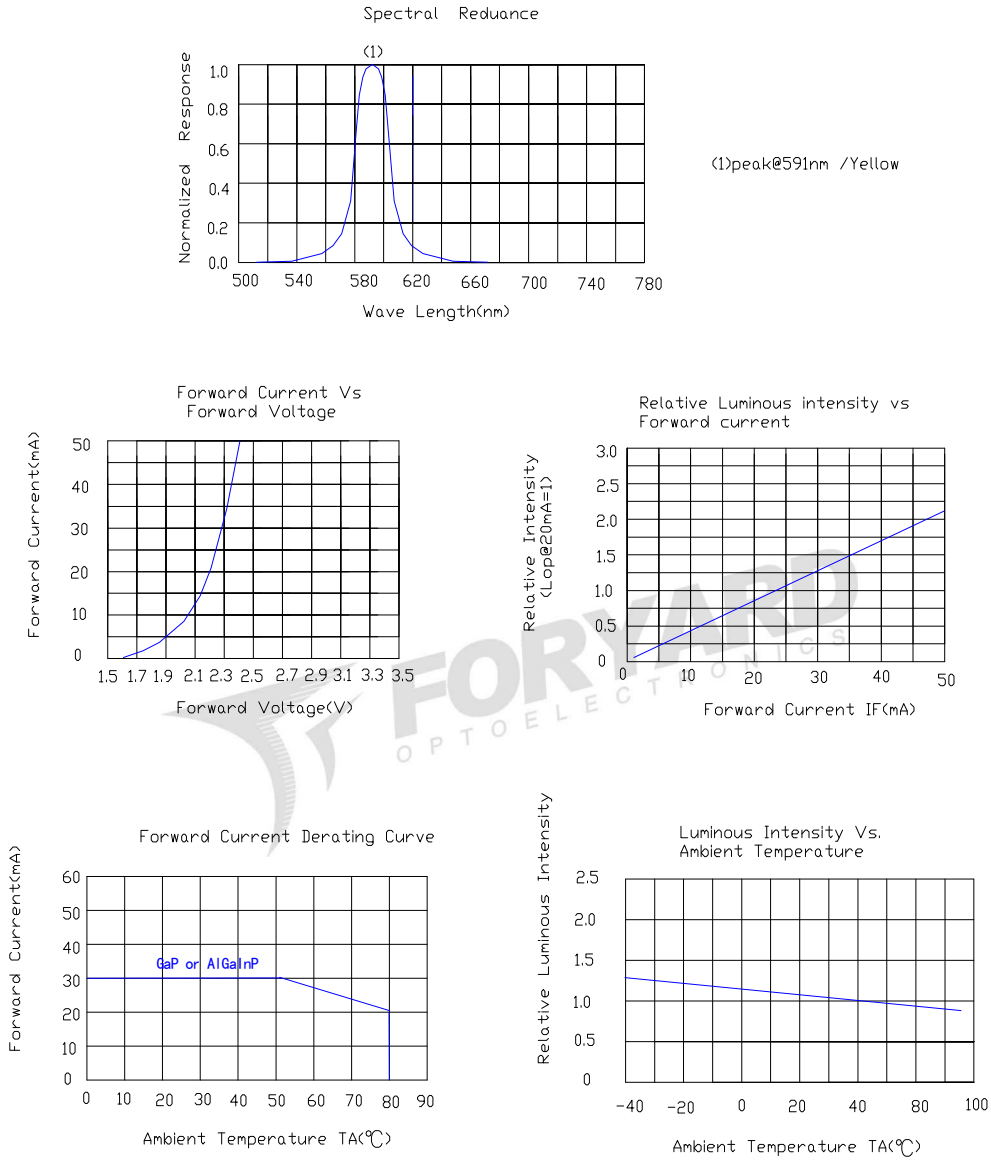 Spectral Reduance
(1)
Normalized Response
1.0
0.8
0.6
0.4
0.2
0.0
500 540 580 620 660 700 740 780
Wave Length(nm)
(1)peak@591nm /Yellow
Forward Current Vs
Forward Voltage
Forward Current(mA)
50
40
30
20
10
0
1.5 1.7 1.9 2.1 2.3 2.5 2.7 2.9 3.1 3.3 3.5
Forward Voltage(V)
Relative Luminous intensity vs
Forward current
Relative Intensity
(Lop@20mA=1)
3.0
2.5
2.0
1.5
1.0
0.5
0
0 10 20 30 40 50
Forward Current IF(mA)
FORYARD
OPTOELECTRONICS
Forward Current Derating Curve
Forward Current(mA)
60
50
40
30
20
10
0
GaP or AlGaInP
0 10 20 30 40 50 60 70 80 90
Ambient Temperature TA(℃)
Luminous Intensity Vs.
Ambient Temperature
Relative Luminous Intensity
2.5
2.0
1.5
1.0
0.5
0
-40 -20 0 20 40 80 100
Ambient Temperature TA(℃)